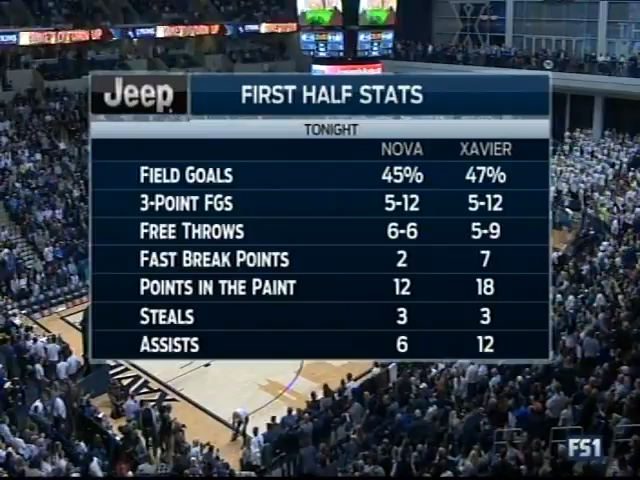 Jeep FIRST HALF STATS
TONIGHT
NOVA XAVIER
FIELD GOALS 45% 47%
3-POINT FGS 5-12 5-12
FREE THROWS 6-6 5-9
FAST BREAK POINTS 2 7
POINTS IN THE PAINT 12 18
STEALS 3 3
ASSISTS 6 12
XAVIER
FS1